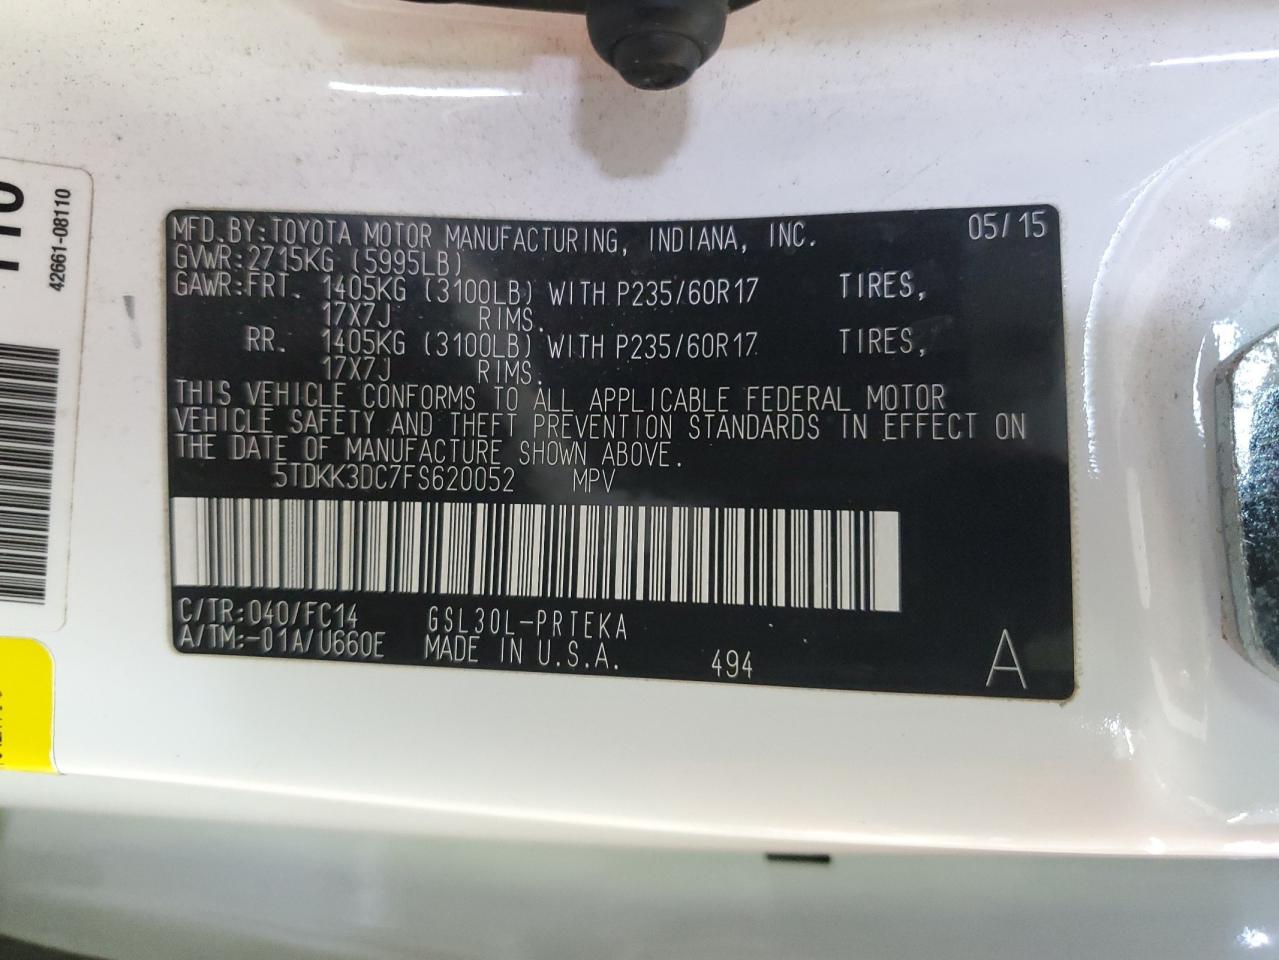 MFD.BY:TOYOTA MOTOR MANUFACTURING, INDIANA, INC. 05/15
GVWR:2715KG (5995LB)
GAWR:FRT. 1405KG (3100LB) WITH P235/60R17 TIRES,
17X7J RIMS.
RR. 1405KG (3100LB) WITH P235/60R17 TIRES,
17X7J RIMS.
THIS VEHICLE CONFORMS TO ALL APPLICABLE FEDERAL MOTOR
VEHICLE SAFETY AND THEFT PREVENTION STANDARDS IN EFFECT ON
THE DATE OF MANUFACTURE SHOWN ABOVE.
5TDKK3DC7FS620052 MPV
C/TR:040/FC14 GSL30L-PRTEKA
A/TM:-01A/U660E MADE IN U.S.A. 494 A
42661-08110